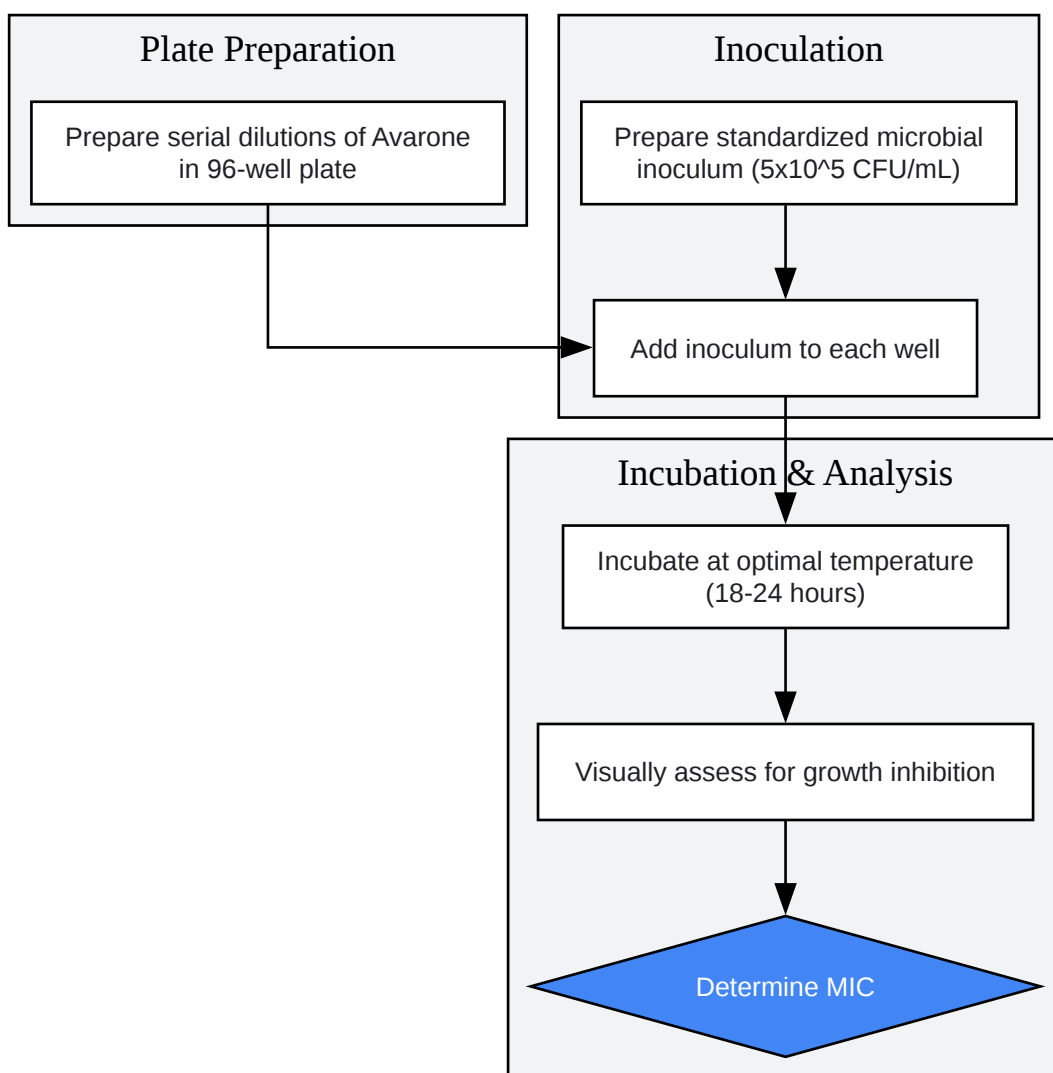 Plate Preparation
Prepare serial dilutions of Avarone
in 96-well plate
Inoculation
Prepare standardized microbial
inoculum (5x10^5 CFU/mL)
Add inoculum to each well
Incubation & Analysis
Incubate at optimal temperature
(18-24 hours)
Visually assess for growth inhibition
Determine MIC